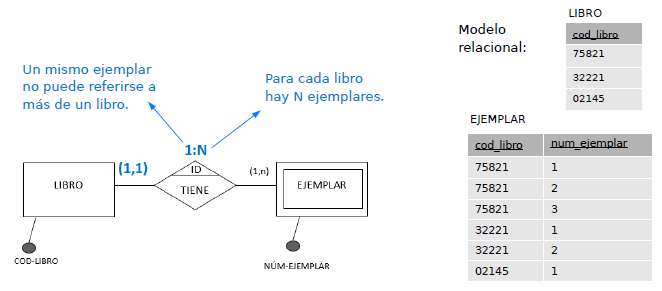 Un mismo ejemplar
no puede referirse a
más de un libro.
Para cada libro
hay N ejemplares.
1:N
(1,1)
ID
(1,n)
LIBRO
TIENE
EJEMPLAR
COD-LIBRO
NÚM-EJEMPLAR
Modelo
relacional:
LIBRO
cod_libro
75821
32221
02145
EJEMPLAR
cod_libro num_ejemplar
75821 1
75821 2
75821 3
32221 1
32221 2
02145 1